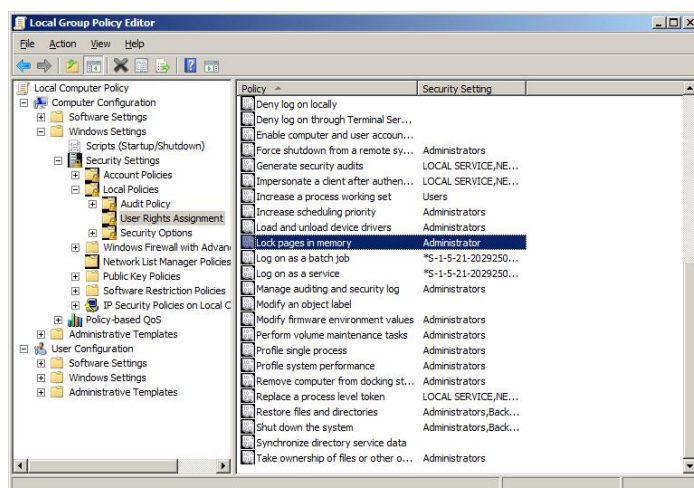 Local Group Policy Editor
File Action View Help
Local Computer Policy
Computer Configuration
Software Settings
Windows Settings
Scripts (Startup/Shutdown)
Security Settings
Account Policies
Local Policies
Audit Policy
User Rights Assignment
Security Options
Windows Firewall with Advan
Network List Manager Policies
Public Key Policies
Software Restriction Policies
IP Security Policies on Local C
Policy-based QoS
Administrative Templates
User Configuration
Software Settings
Windows Settings
Administrative Templates
Policy Security Setting
Deny log on locally
Deny log on through Terminal Ser...
Enable computer and user accoun...
Force shutdown from a remote sy... Administrators
Generate security audits LOCAL SERVICE,NE...
Impersonate a client after authen... LOCAL SERVICE,NE...
Increase a process working set Users
Increase scheduling priority Administrators
Load and unload device drivers Administrators
Lock pages in memory Administrator
Log on as a batch job *S-1-5-21-2029250...
Log on as a service *S-1-5-21-2029250...
Manage auditing and security log Administrators
Modify an object label
Modify firmware environment values Administrators
Perform volume maintenance tasks Administrators
Profile single process Administrators
Profile system performance Administrators
Remove computer from docking st... Administrators
Replace a process level token LOCAL SERVICE,NE...
Restore files and directories Administrators,Back...
Shut down the system Administrators,Back...
Synchronize directory service data
Take ownership of files or other o... Administrators